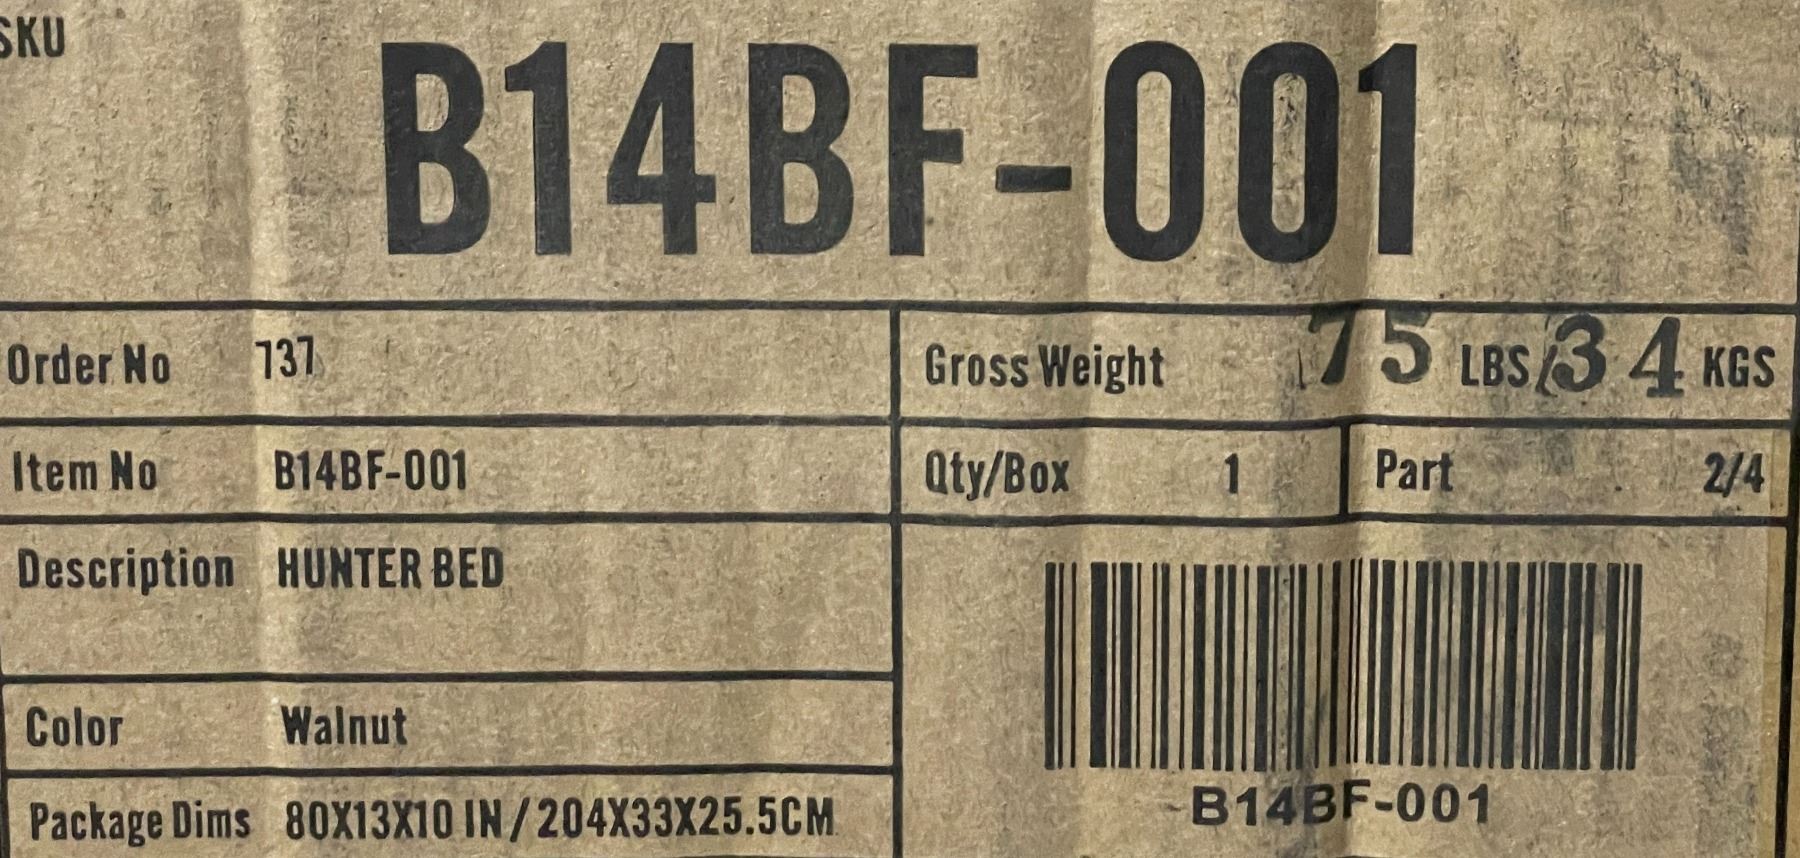 SKU
B14BF-001
Order No 737
Gross Weight 75 LBS/34 KGS
Item No B14BF-001
Qty/Box 1
Part 2/4
Description HUNTER BED
Color Walnut
Package Dims 80X13X10 IN/204X33X25.5CM
B14BF-001